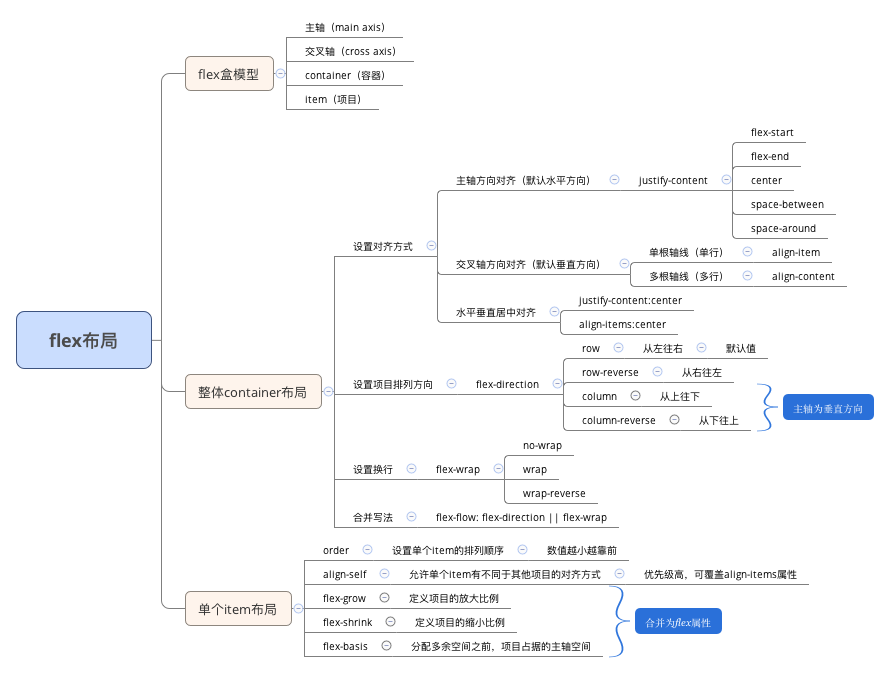 flex布局
flex盒模型
主轴（main axis）
交叉轴（cross axis）
container（容器）
item（项目）
整体container布局
设置对齐方式
主轴方向对齐（默认水平方向）
justify-content
flex-start
flex-end
center
space-between
space-around
交叉轴方向对齐（默认垂直方向）
单根轴线（单行）
align-item
多根轴线（多行）
align-content
水平垂直居中对齐
justify-content:center
align-items:center
设置项目排列方向
flex-direction
row
从左往右
默认值
row-reverse
从右往左
column
从上往下
column-reverse
从下往上
主轴为垂直方向
设置换行
flex-wrap
no-wrap
wrap
wrap-reverse
合并写法
flex-flow: flex-direction || flex-wrap
单个item布局
order
设置单个item的排列顺序
数值越小越靠前
align-self
允许单个item有不同于其他项目的对齐方式
优先级高，可覆盖align-items属性
flex-grow
定义项目的放大比例
flex-shrink
定义项目的缩小比例
flex-basis
分配多余空间之前，项目占据的主轴空间
合并为flex属性